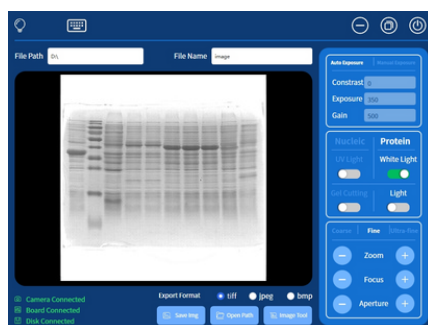 File Path D:\ File Name image
Auto Exposure Manual Exposure
Constrast 0
Exposure 350
Gain 500
Nucleic Protein
UV Light White Light
Gel Cutting Light
Coarse Fine Ultra-fine
− Zoom +
− Focus +
− Aperture +
Camera Connected
Board Connected
Disk Connected
Export Format tiff jpeg bmp
Save Img Open Path Image Tool